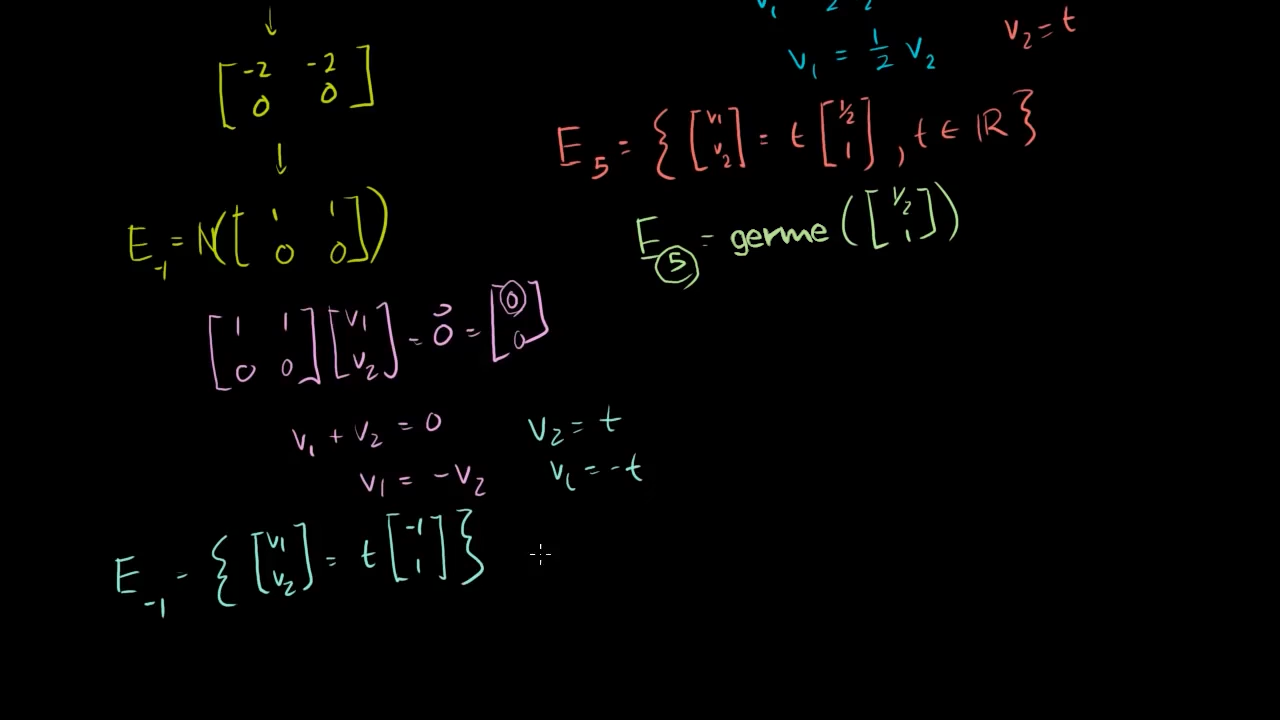 ↓
[-2 -2
0 0]
↓
E₋₁ = N([1 1
0 0])
[1 1
0 0] [v₁
v₂] = 0⃗ = [0
0]
v₁ + v₂ = 0
v₁ = -v₂
v₂ = t
v₁ = -t
E₋₁ = { [v₁
v₂] = t [-1
1] }
v₁ = 1/2 v₂
v₂ = t
E₅ = { [v₁
v₂] = t [1/2
1] , t ∈ ℝ }
E₅ = germe ( [1/2
1] )